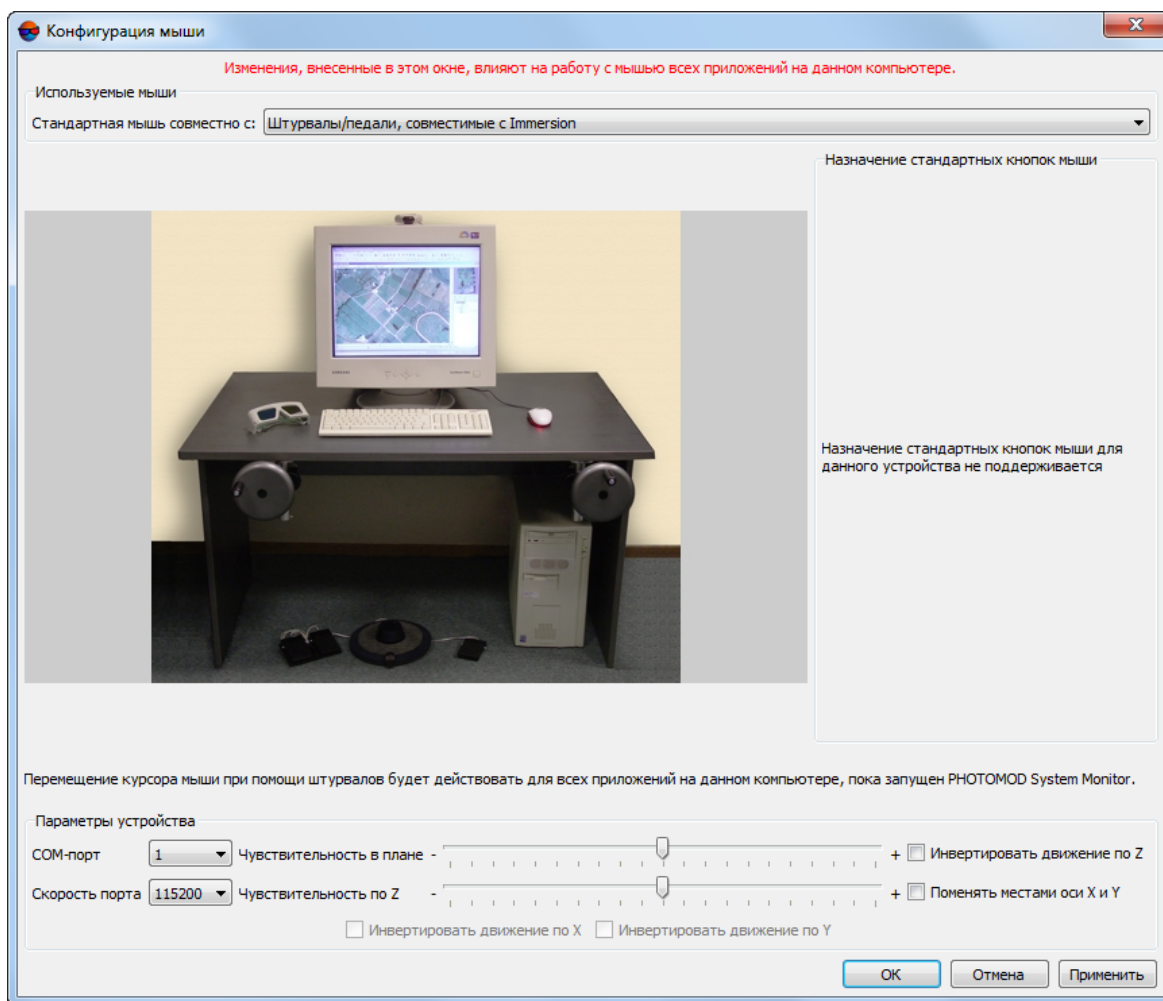 Конфигурация мыши
Изменения, внесенные в этом окне, влияют на работу с мышью всех приложений на данном компьютере.
Используемые мыши
Стандартная мышь совместно с: Штурвалы/педали, совместимые с Immersion
Назначение стандартных кнопок мыши
Назначение стандартных кнопок мыши для
данного устройства не поддерживается
Перемещение курсора мыши при помощи штурвалов будет действовать для всех приложений на данном компьютере, пока запущен PHOTOMOD System Monitor.
Параметры устройства
COM-порт 1 Чувствительность в плане - + Инвертировать движение по Z
Скорость порта 115200 Чувствительность по Z - + Поменять местами оси X и Y
Инвертировать движение по X Инвертировать движение по Y
OK Отмена Применить